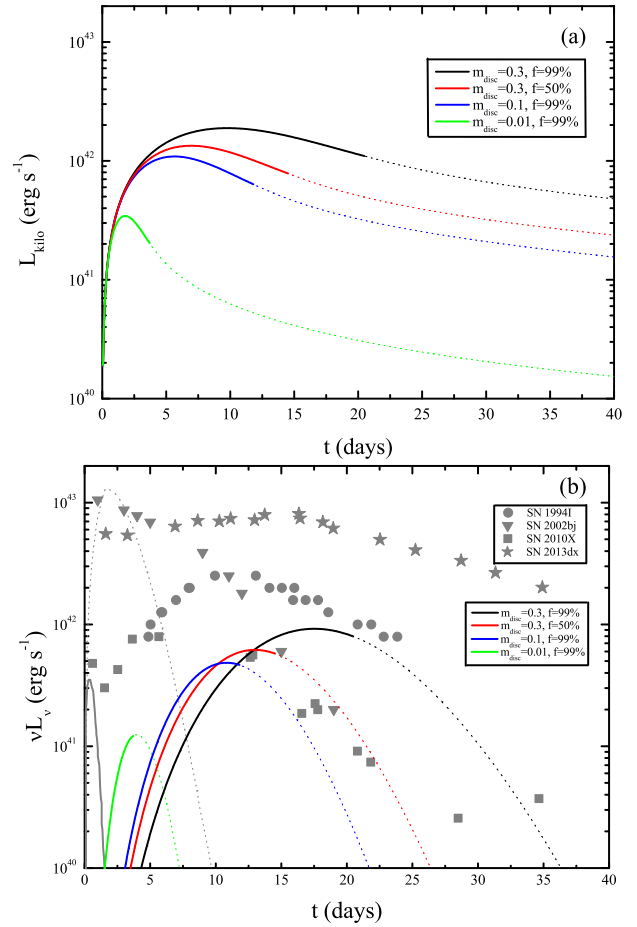 (a)
m_disc=0.3, f=99%
m_disc=0.3, f=50%
m_disc=0.1, f=99%
m_disc=0.01, f=99%
10^43
10^42
10^41
10^40
L_kilo (erg s^-1)
0 5 10 15 20 25 30 35 40
t (days)
(b)
SN 1994I
SN 2002bj
SN 2010X
SN 2013dx
m_disc=0.3, f=99%
m_disc=0.3, f=50%
m_disc=0.1, f=99%
m_disc=0.01, f=99%
10^43
10^42
10^41
10^40
νL_ν (erg s^-1)
0 5 10 15 20 25 30 35 40
t (days)